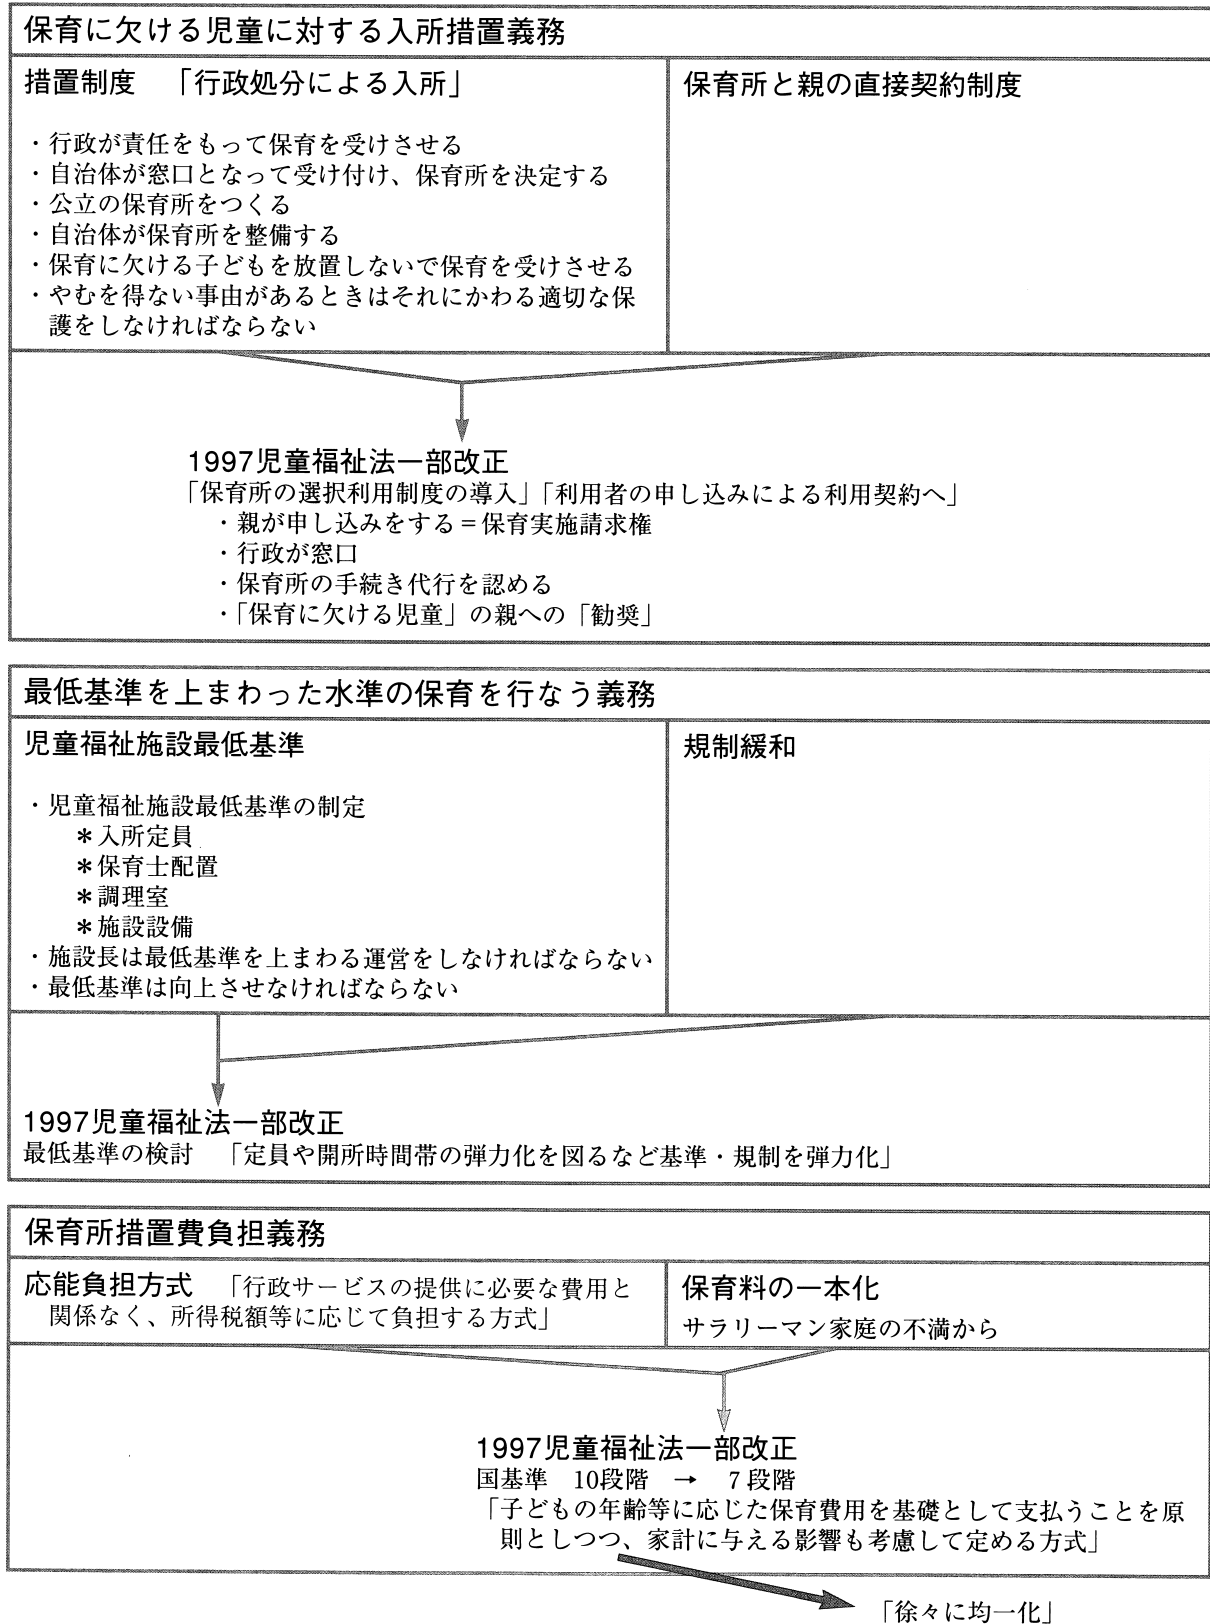 保育に欠ける児童に対する入所措置義務
措置制度　「行政処分による入所」
・行政が責任をもって保育を受けさせる
・自治体が窓口となって受け付け、保育所を決定する
・公立の保育所をつくる
・自治体が保育所を整備する
・保育に欠ける子どもを放置しないで保育を受けさせる
・やむを得ない事由があるときはそれにかわる適切な保
護をしなければならない
保育所と親の直接契約制度
1997児童福祉法一部改正
「保育所の選択利用制度の導入」「利用者の申し込みによる利用契約へ」
・親が申し込みをする＝保育実施請求権
・行政が窓口
・保育所の手続き代行を認める
・「保育に欠ける児童」の親への「勧奨」
最低基準を上まわった水準の保育を行なう義務
児童福祉施設最低基準
・児童福祉施設最低基準の制定
＊入所定員
＊保育士配置
＊調理室
＊施設設備
・施設長は最低基準を上まわる運営をしなければならない
・最低基準は向上させなければならない
規制緩和
1997児童福祉法一部改正
最低基準の検討　「定員や開所時間帯の弾力化を図るなど基準・規制を弾力化」
保育所措置費負担義務
応能負担方式　「行政サービスの提供に必要な費用と
関係なく、所得税額等に応じて負担する方式」
保育料の一本化
サラリーマン家庭の不満から
1997児童福祉法一部改正
国基準　10段階　→　7段階
「子どもの年齢等に応じた保育費用を基礎として支払うことを原
則としつつ、家計に与える影響も考慮して定める方式」
「徐々に均一化」